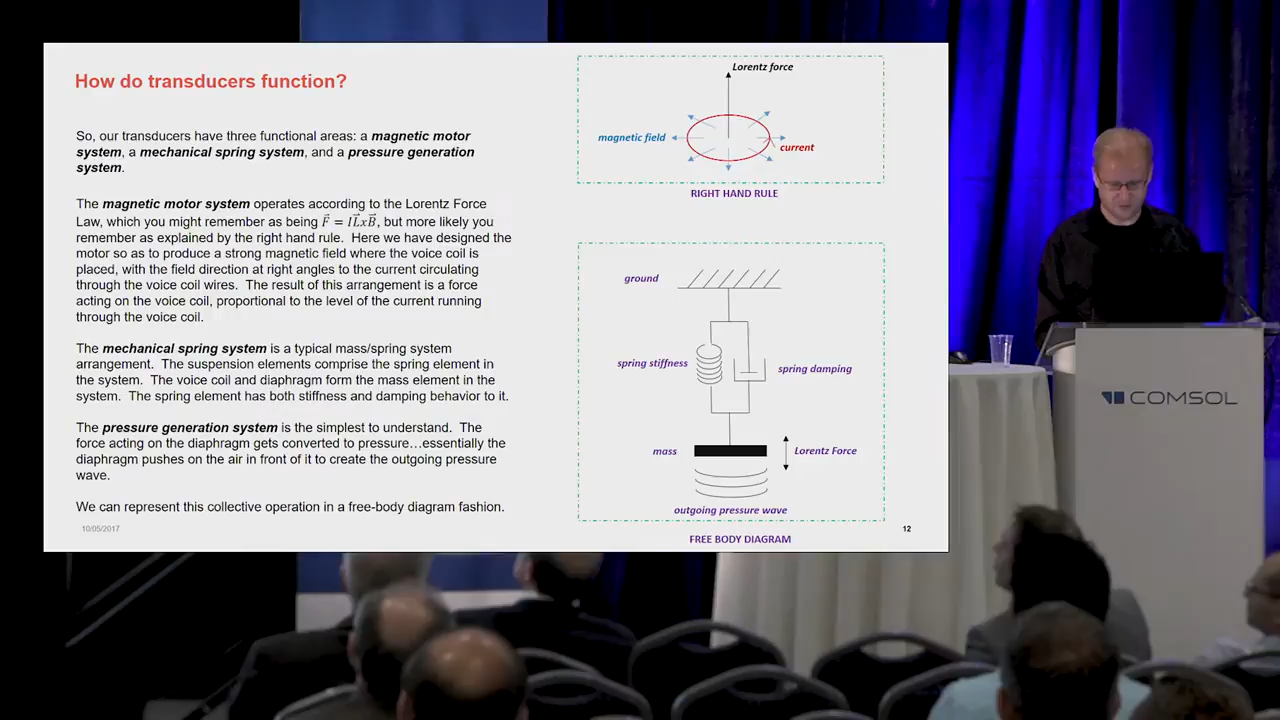 How do transducers function?
So, our transducers have three functional areas: a magnetic motor
system, a mechanical spring system, and a pressure generation
system.
The magnetic motor system operates according to the Lorentz Force
Law, which you might remember as being F⃗ = IL⃗xB⃗, but more likely you
remember as explained by the right hand rule. Here we have designed the
motor so as to produce a strong magnetic field where the voice coil is
placed, with the field direction at right angles to the current circulating
through the voice coil wires. The result of this arrangement is a force
acting on the voice coil, proportional to the level of the current running
through the voice coil.
The mechanical spring system is a typical mass/spring system
arrangement. The suspension elements comprise the spring element in
the system. The voice coil and diaphragm form the mass element in the
system. The spring element has both stiffness and damping behavior to it.
The pressure generation system is the simplest to understand. The
force acting on the diaphragm gets converted to pressure…essentially the
diaphragm pushes on the air in front of it to create the outgoing pressure
wave.
We can represent this collective operation in a free-body diagram fashion.
10/05/2017
Lorentz force
magnetic field
current
RIGHT HAND RULE
ground
spring stiffness
spring damping
mass
Lorentz Force
outgoing pressure wave
FREE BODY DIAGRAM
12
COMSOL